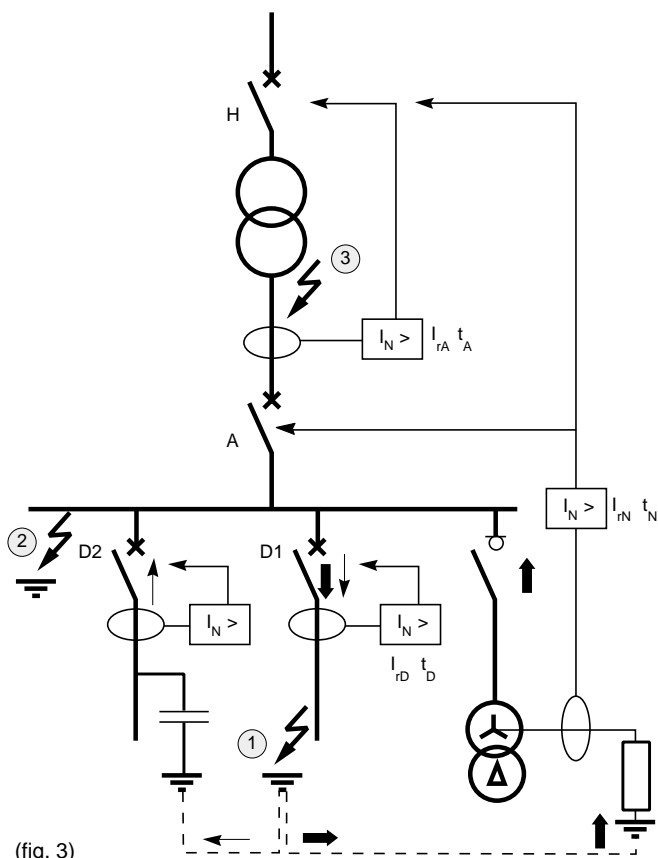 H
3
I_N > I_rA t_A
A
I_N > I_rN t_N
2
D2
D1
I_N >
I_N >
I_rD t_D
1
(fig. 3)